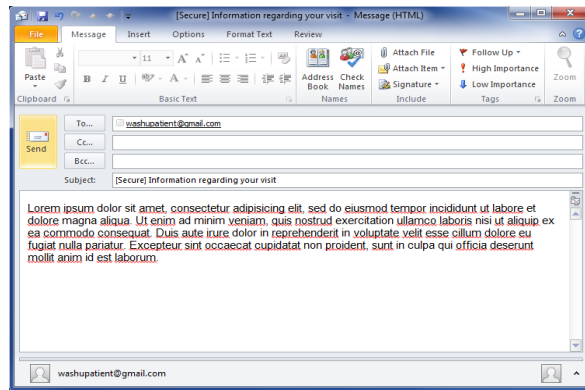 [Secure] Information regarding your visit - Message (HTML)
File Message Insert Options Format Text Review
Paste
11
B I U
Address Book
Check Names
Attach File
Attach Item
Signature
Follow Up
High Importance
Low Importance
Zoom
Clipboard Basic Text Names Include Tags Zoom
Send
To... washupatient@gmail.com
Cc...
Bcc...
Subject: [Secure] Information regarding your visit
Lorem ipsum dolor sit amet, consectetur adipisicing elit, sed do eiusmod tempor incididunt ut labore et
dolore magna aliqua. Ut enim ad minim veniam, quis nostrud exercitation ullamco laboris nisi ut aliquip ex
ea commodo consequat. Duis aute irure dolor in reprehenderit in voluptate velit esse cillum dolore eu
fugiat nulla pariatur. Excepteur sint occaecat cupidatat non proident, sunt in culpa qui officia deserunt
mollit anim id est laborum.
washupatient@gmail.com